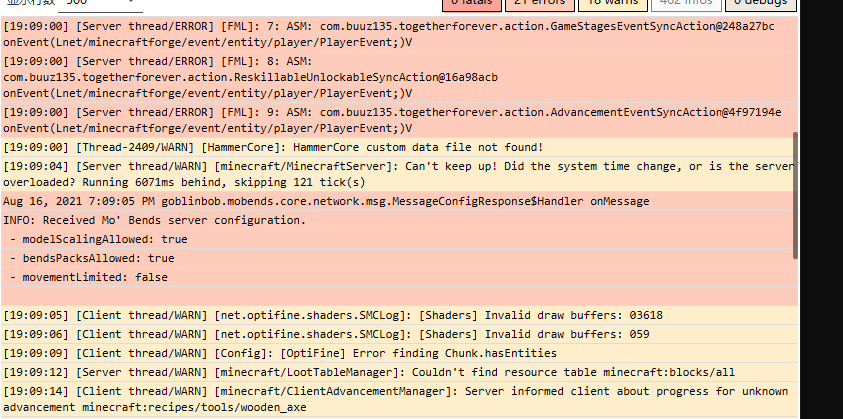 显示行数 500
0 fatals 21 errors 18 warns 462 infos 0 debugs
[19:09:00] [Server thread/ERROR] [FML]: 7: ASM: com.buuz135.togetherforever.action.GameStagesEventSyncAction@248a27bc
onEvent(Lnet/minecraftforge/event/entity/player/PlayerEvent;)V
[19:09:00] [Server thread/ERROR] [FML]: 8: ASM:
com.buuz135.togetherforever.action.ReskillableUnlockableSyncAction@16a98acb
onEvent(Lnet/minecraftforge/event/entity/player/PlayerEvent;)V
[19:09:00] [Server thread/ERROR] [FML]: 9: ASM: com.buuz135.togetherforever.action.AdvancementEventSyncAction@4f97194e
onEvent(Lnet/minecraftforge/event/entity/player/PlayerEvent;)V
[19:09:00] [Thread-2409/WARN] [HammerCore]: HammerCore custom data file not found!
[19:09:04] [Server thread/WARN] [minecraft/MinecraftServer]: Can't keep up! Did the system time change, or is the server
overloaded? Running 6071ms behind, skipping 121 tick(s)
Aug 16, 2021 7:09:05 PM goblinbob.mobends.core.network.msg.MessageConfigResponse$Handler onMessage
INFO: Received Mo' Bends server configuration.
- modelScalingAllowed: true
- bendsPacksAllowed: true
- movementLimited: false
[19:09:05] [Client thread/WARN] [net.optifine.shaders.SMCLog]: [Shaders] Invalid draw buffers: 03618
[19:09:06] [Client thread/WARN] [net.optifine.shaders.SMCLog]: [Shaders] Invalid draw buffers: 059
[19:09:09] [Client thread/WARN] [Config]: [OptiFine] Error finding Chunk.hasEntities
[19:09:12] [Server thread/WARN] [minecraft/LootTableManager]: Couldn't find resource table minecraft:blocks/all
[19:09:14] [Client thread/WARN] [minecraft/ClientAdvancementManager]: Server informed client about progress for unknown
advancement minecraft:recipes/tools/wooden_axe